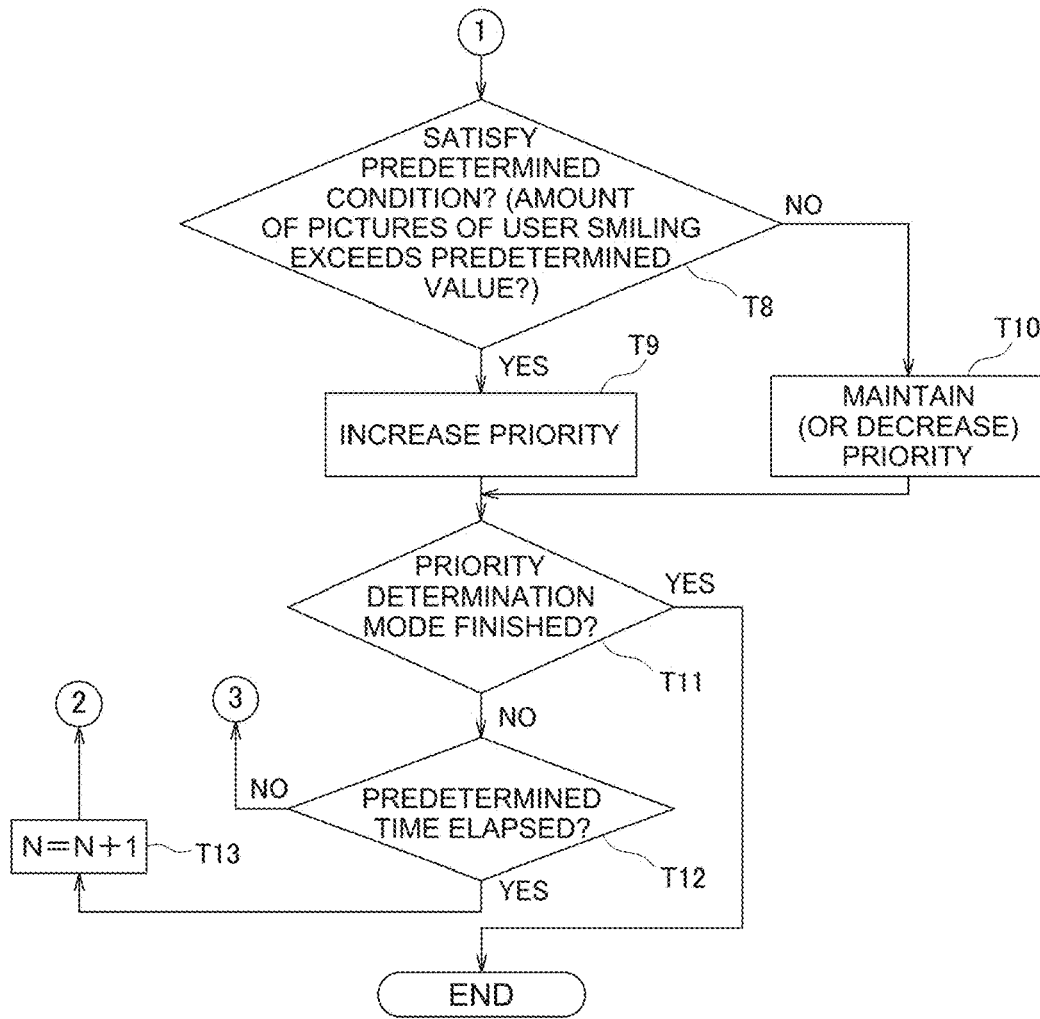 1
SATISFY
PREDETERMINED
CONDITION? (AMOUNT
OF PICTURES OF USER SMILING
EXCEEDS PREDETERMINED
VALUE?)
NO
T8
YES
T9
T10
INCREASE PRIORITY
MAINTAIN
(OR DECREASE)
PRIORITY
PRIORITY
DETERMINATION
MODE FINISHED?
YES
T11
NO
2
3
NO
PREDETERMINED
TIME ELAPSED?
T12
YES
N=N+1
T13
END